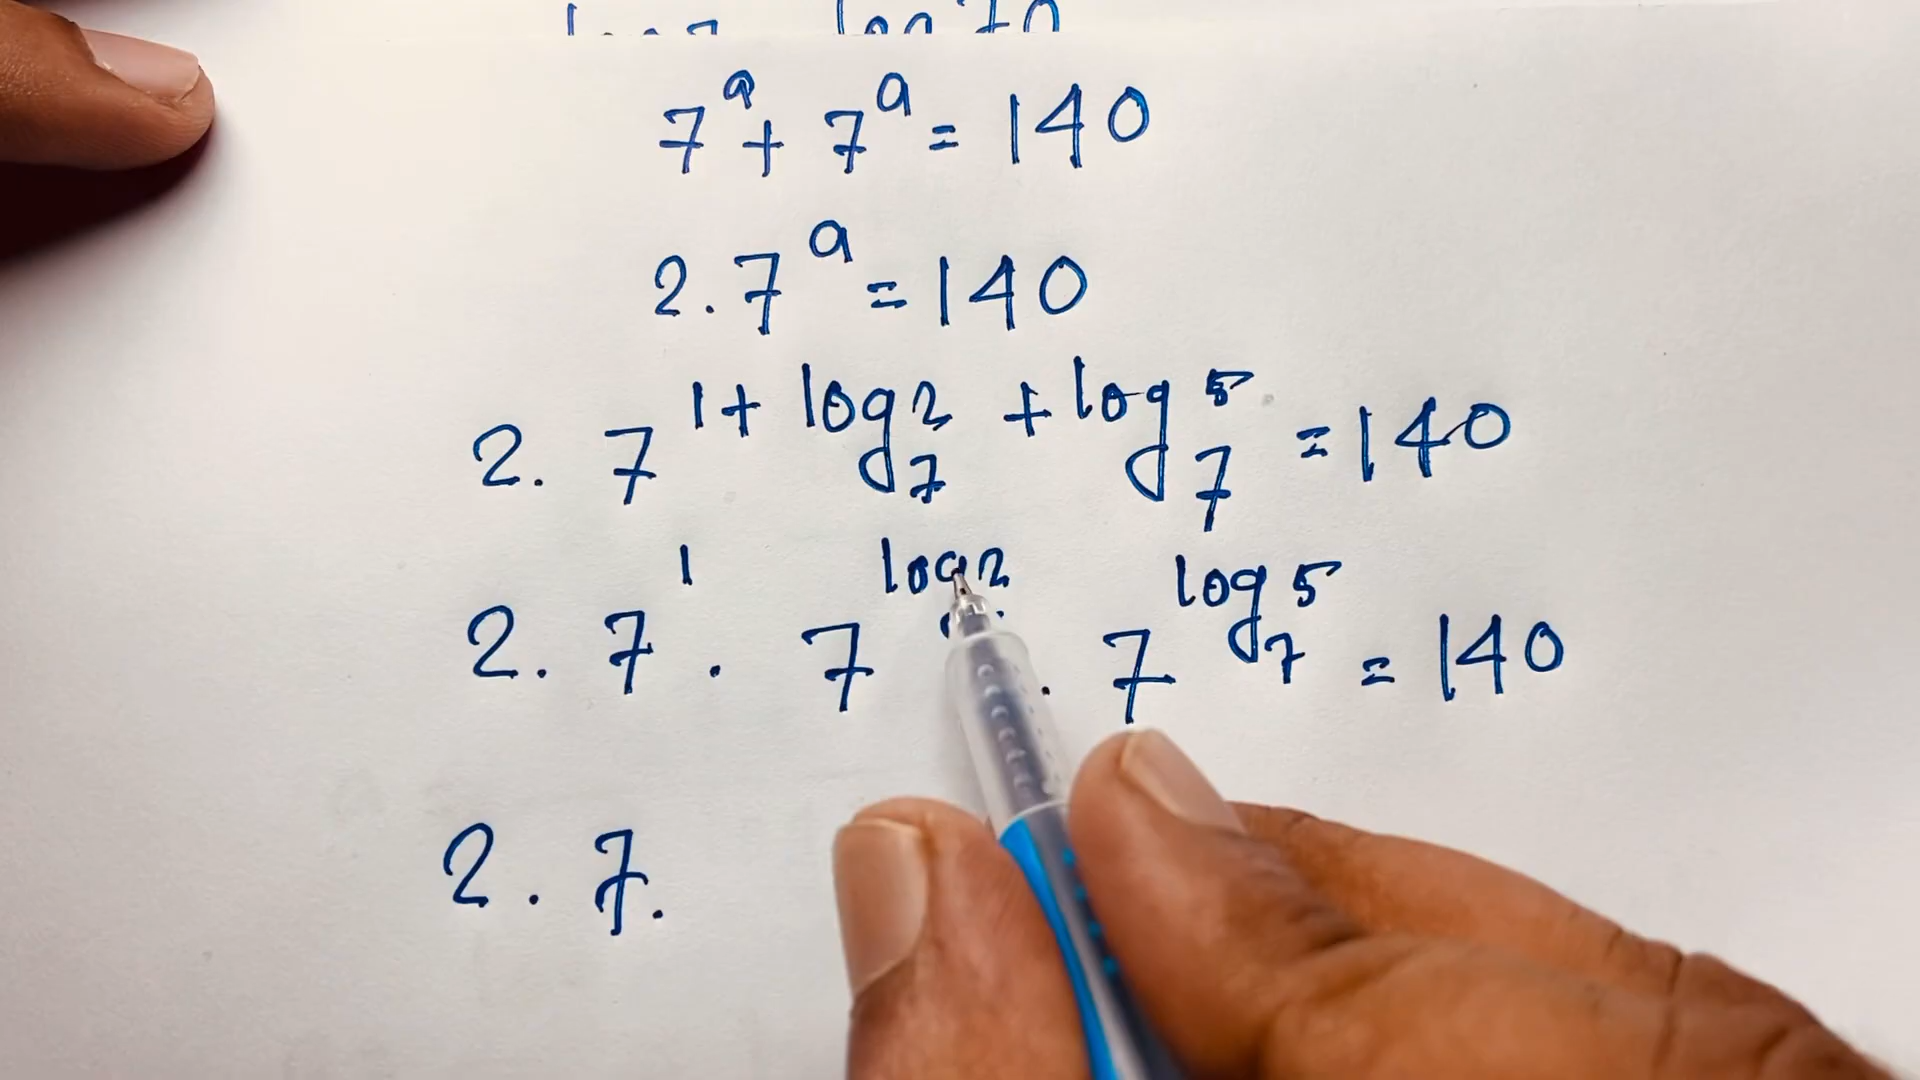 7^a + 7^a = 140
2 . 7^a = 140
2 . 7^(1 + log_7 2 + log_7 5) = 140
2 . 7^1 . 7^(log 2) . 7^(log_7 5) = 140
2 . 7 .